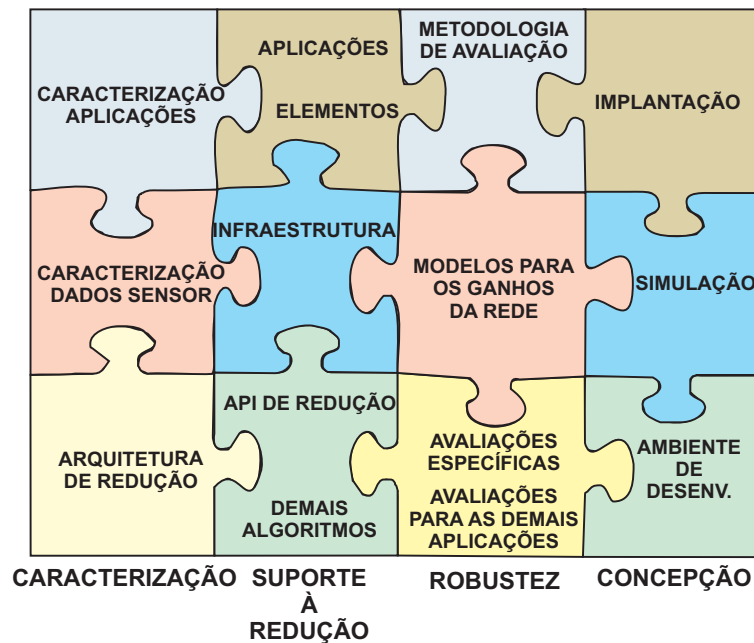 CARACTERIZAÇÃO
APLICAÇÕES
APLICAÇÕES
ELEMENTOS
METODOLOGIA
DE AVALIAÇÃO
IMPLANTAÇÃO
CARACTERIZAÇÃO
DADOS SENSOR
INFRAESTRUTURA
MODELOS PARA
OS GANHOS
DA REDE
SIMULAÇÃO
ARQUITETURA
DE REDUÇÃO
API DE REDUÇÃO
DEMAIS
ALGORITMOS
AVALIAÇÕES
ESPECÍFICAS
AVALIAÇÕES
PARA AS DEMAIS
APLICAÇÕES
AMBIENTE
DE
DESENV.
CARACTERIZAÇÃO
SUPORTE
À
REDUÇÃO
ROBUSTEZ
CONCEPÇÃO